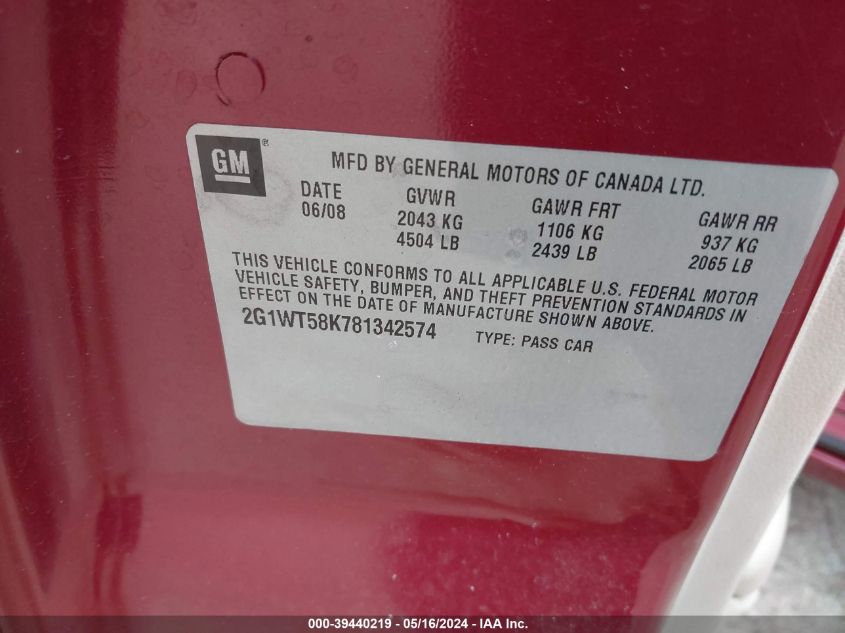 GM®
MFD BY GENERAL MOTORS OF CANADA LTD.
DATE GVWR GAWR FRT GAWR RR
06/08 2043 KG 1106 KG 937 KG
4504 LB 2439 LB 2065 LB
THIS VEHICLE CONFORMS TO ALL APPLICABLE U.S. FEDERAL MOTOR
VEHICLE SAFETY, BUMPER, AND THEFT PREVENTION STANDARDS IN
EFFECT ON THE DATE OF MANUFACTURE SHOWN ABOVE.
2G1WT58K781342574 TYPE: PASS CAR
000-39440219 - 05/16/2024 - IAA Inc.